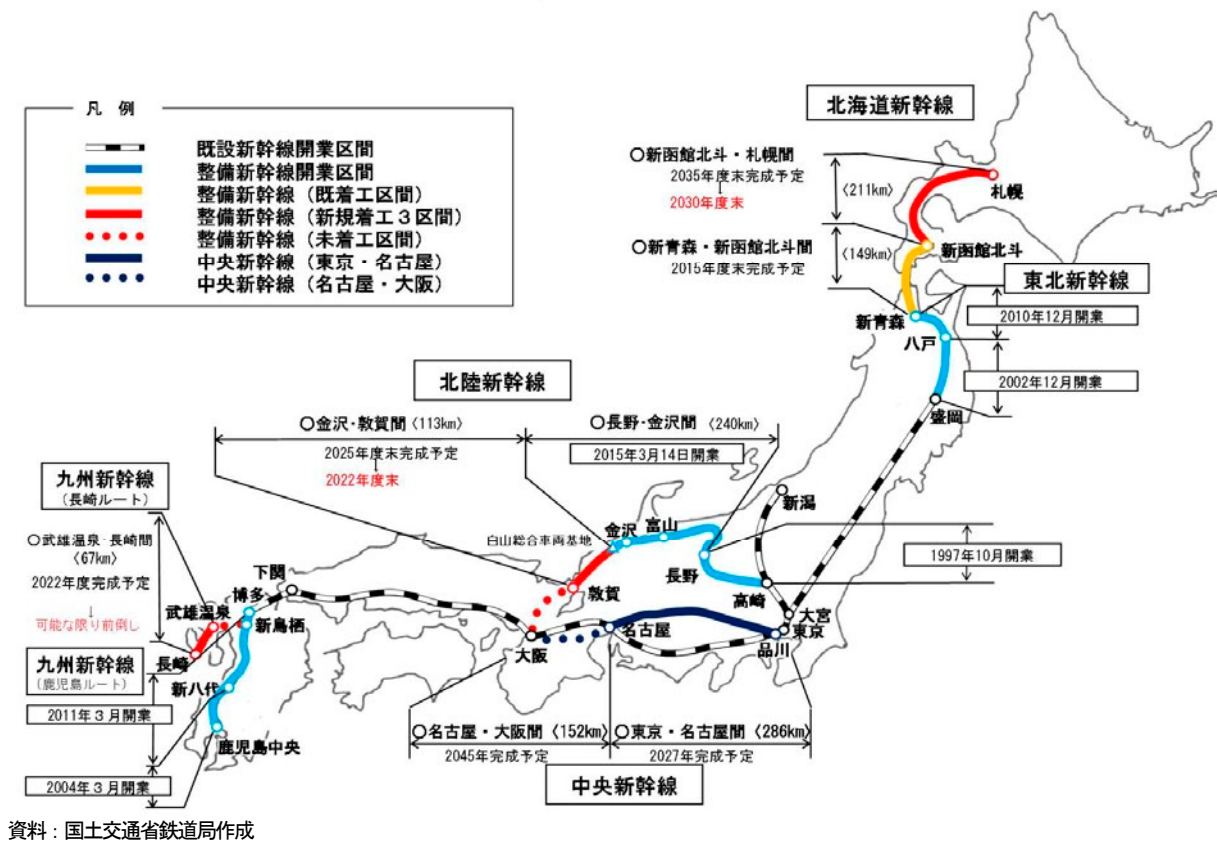 凡 例
既設新幹線開業区間
整備新幹線開業区間
整備新幹線（既着工区間）
整備新幹線（新規着工３区間）
整備新幹線（未着工区間）
中央新幹線（東京・名古屋）
中央新幹線（名古屋・大阪）
北海道新幹線
○新函館北斗・札幌間
2035年度末完成予定
↓
2030年度末
〈211km〉
札幌
○新青森・新函館北斗間
2015年度末完成予定
〈149km〉
新函館北斗
東北新幹線
新青森
2010年12月開業
八戸
2002年12月開業
盛岡
北陸新幹線
○金沢・敦賀間〈113km〉
2025年度末完成予定
↓
2022年度末
○長野・金沢間〈240km〉
2015年3月14日開業
新潟
白山総合車両基地
金沢
富山
長野
1997年10月開業
高崎
大宮
東京
品川
敦賀
名古屋
大阪
九州新幹線
（長崎ルート）
○武雄温泉・長崎間
〈67km〉
2022年度完成予定
↓
可能な限り前倒し
下関
博多
武雄温泉
新鳥栖
長崎
九州新幹線
（鹿児島ルート）
新八代
2011年３月開業
鹿児島中央
2004年３月開業
○名古屋・大阪間〈152km〉
2045年完成予定
○東京・名古屋間〈286km〉
2027年完成予定
中央新幹線
資料：国土交通省鉄道局作成